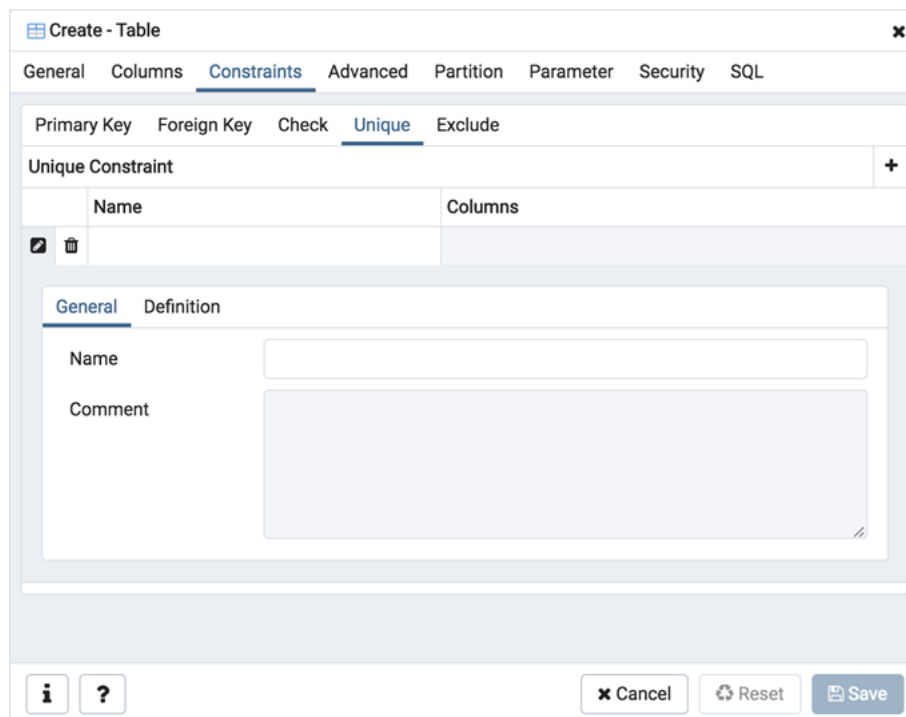 Create - Table
General Columns Constraints Advanced Partition Parameter Security SQL
Primary Key Foreign Key Check Unique Exclude
Unique Constraint
Name Columns
General Definition
Name
Comment
i ? Cancel Reset Save